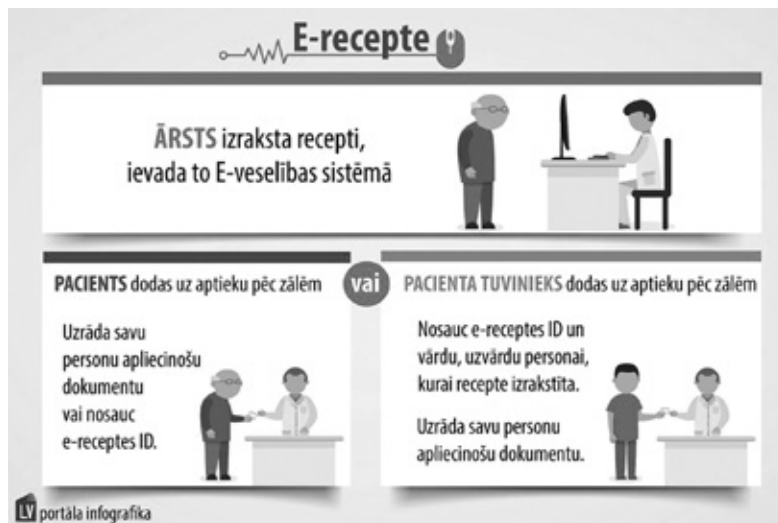 E-recepte
ĀRSTS izraksta recepti,
ievada to E-veselības sistēmā
PACIENTS dodas uz aptieku pēc zālēm
vai
PACIENTA TUVINIEKS dodas uz aptieku pēc zālēm
Uzrāda savu
personu apliecinošu
dokumentu
vai nosauc
e-receptes ID.
Nosauc e-receptes ID un
vārdu, uzvārdu personai,
kurai recepte izrakstīta.
Uzrāda savu personu
apliecinošu dokumentu.
LV portāla infografika